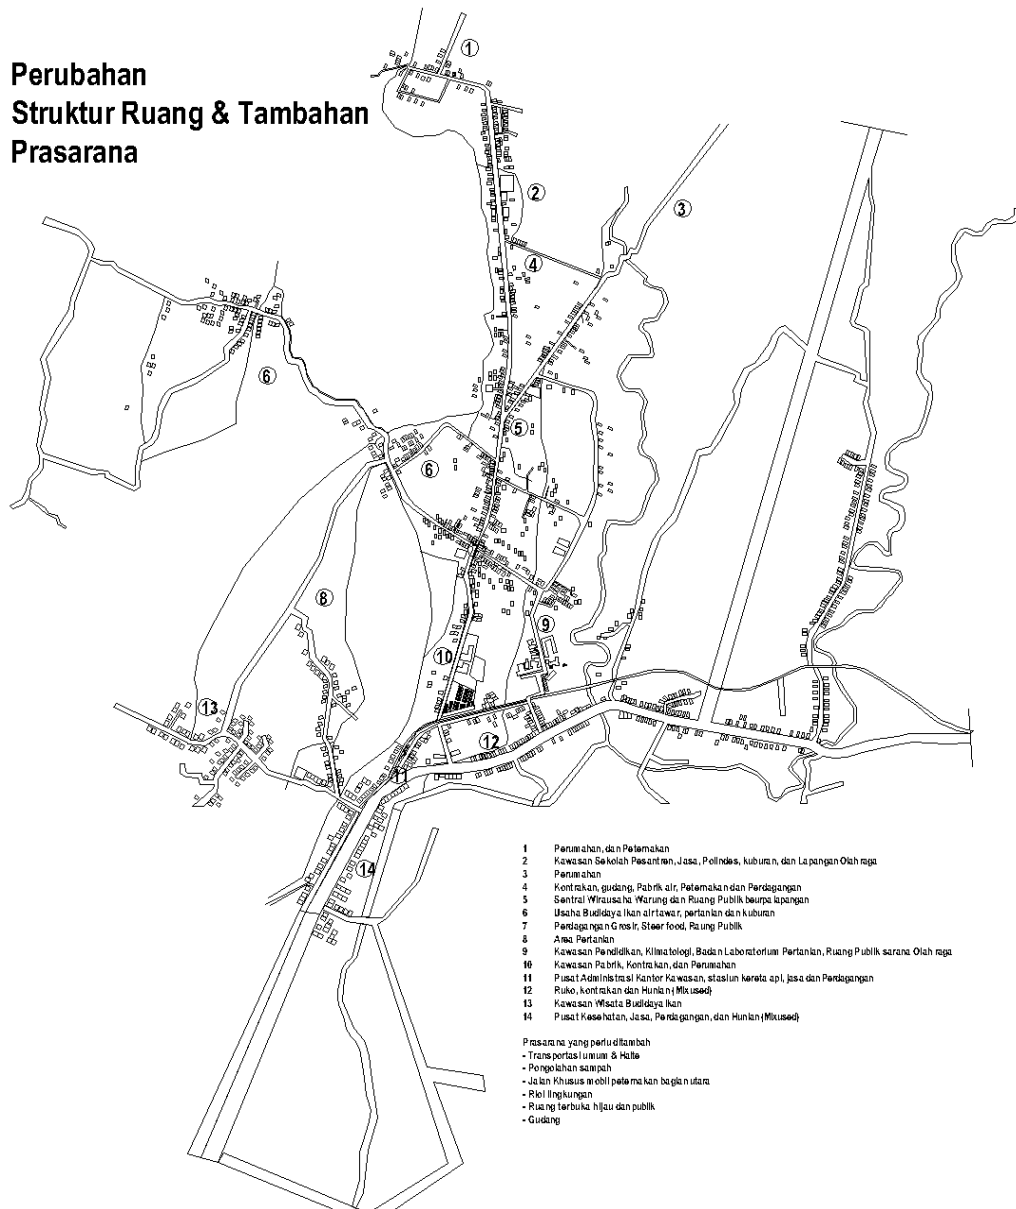 Perubahan
Struktur Ruang & Tambahan
Prasarana
1
2
3
4
6
5
6
8
9
10
13
12
11
14
1 Perumahan, dan Peternakan
2 Kawasan Sekolah Pesantren, Jasa, Polindes, kuburan, dan Lapangan Olah raga
3 Perumahan
4 Kontrakan, gudang, Pabrik air, Peternakan dan Perdagangan
5 Sentral Wirausaha Warung dan Ruang Publik beurpa lapangan
6 Usaha Budidaya Ikan air tawar, pertanian dan kuburan
7 Perdagangan Grosir, Steer food, Raung Publik
8 Area Pertanian
9 Kawasan Pendidikan, Klimatologi, Badan Laboratorium Pertanian, Ruang Publik sarana Olah raga
10 Kawasan Pabrik, Kontrakan, dan Perumahan
11 Pusat Administrasi Kantor Kawasan, stasiun kereta api, jasa dan Perdagangan
12 Ruko, kontrakan dan Hunian (Mixused)
13 Kawasan Wisata Budidaya Ikan
14 Pusat Kesehatan, Jasa, Perdagangan, dan Hunian (Mixused)
Prasarana yang perlu ditambah
- Transportasi umum & Halte
- Pengolahan sampah
- Jalan Khusus mobil peternakan bagian utara
- Riol lingkungan
- Ruang terbuka hijau dan publik
- Gudang